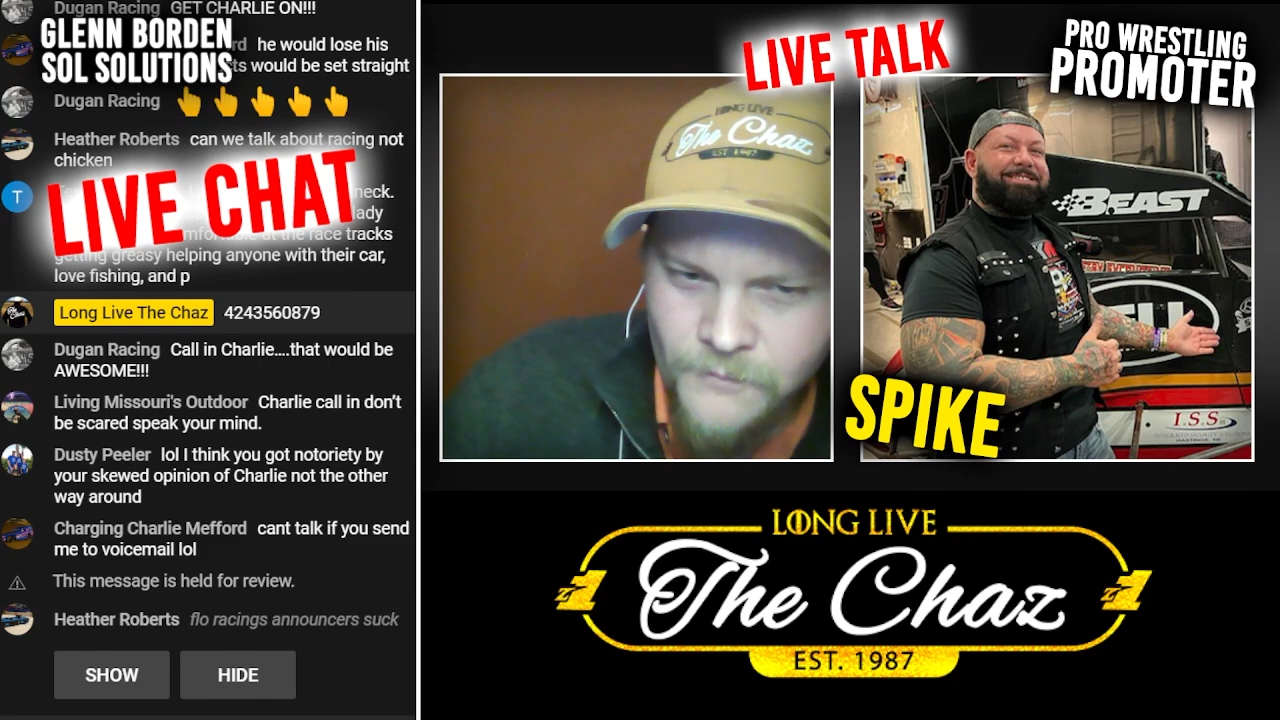 Dugan Racing GET CHARLIE ON!!!
GLENN BORDEN
SOL SOLUTIONS
he would lose his
would be set straight
Dugan Racing 👆👆👆👆👆
Heather Roberts can we talk about racing not
chicken
T
neck.
LIVE CHAT
at the race tracks
getting greasy helping anyone with their car,
love fishing, and p
Long Live The Chaz 4243560879
Dugan Racing Call in Charlie....that would be
AWESOME!!!
Living Missouri's Outdoor Charlie call in don't
be scared speak your mind.
Dusty Peeler lol I think you got notoriety by
your skewed opinion of Charlie not the other
way around
Charging Charlie Mefford cant talk if you send
me to voicemail lol
This message is held for review.
Heather Roberts flo racings announcers suck
SHOW HIDE
LIVE TALK
PRO WRESTLING
PROMOTER
LONG LIVE
The Chaz
EST 1987
BEAST
SPIKE
I.S.S.
LONG LIVE
The Chaz
EST. 1987